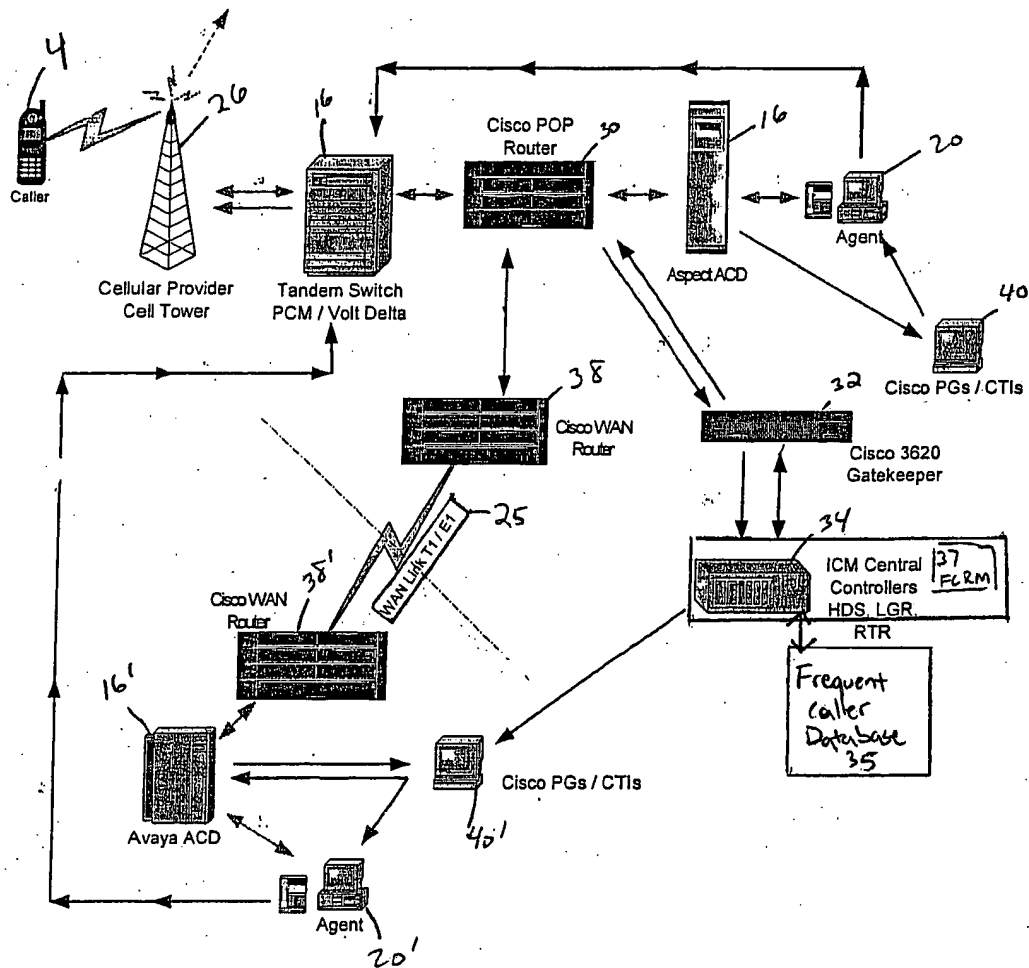 4
26
Caller
Cellular Provider
Cell Tower
16
Tandem Switch
PCM / Volt Delta
Cisco POP
Router
30
16
Aspect ACD
20
Agent
40
Cisco PGs / CTIs
32
Cisco 3620
Gatekeeper
38
Cisco WAN
Router
25
WAN Link T1 / E1
34
ICM Central
Controllers
HDS, LGR,
RTR
37
FCRM
Frequent
Caller
Database
35
38'
Cisco WAN
Router
16'
Avaya ACD
Cisco PGs / CTIs
40'
Agent
20'